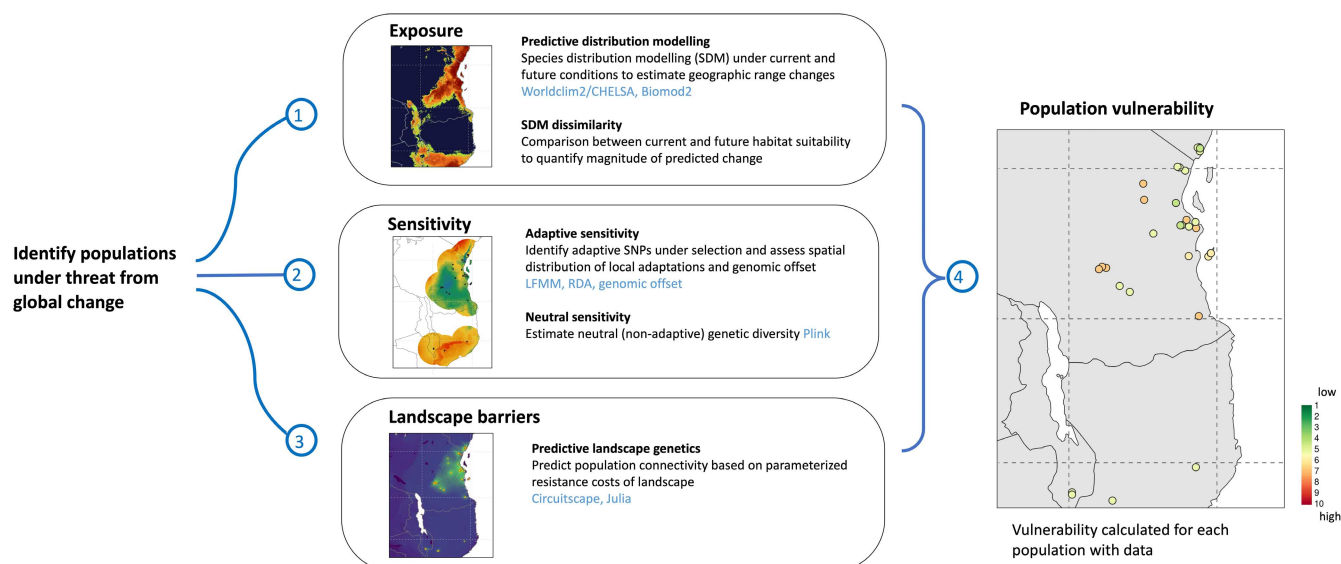 Identify populations
under threat from
global change
1
Exposure
Predictive distribution modelling
Species distribution modelling (SDM) under current and
future conditions to estimate geographic range changes
Worldclim2/CHELSA, Biomod2
SDM dissimilarity
Comparison between current and future habitat suitability
to quantify magnitude of predicted change
2
Sensitivity
Adaptive sensitivity
Identify adaptive SNPs under selection and assess spatial
distribution of local adaptations and genomic offset
LFMM, RDA, genomic offset
Neutral sensitivity
Estimate neutral (non-adaptive) genetic diversity Plink
3
Landscape barriers
Predictive landscape genetics
Predict population connectivity based on parameterized
resistance costs of landscape
Circuitscape, Julia
4
Population vulnerability
low
1
2
3
4
5
6
7
8
9
10
high
Vulnerability calculated for each
population with data